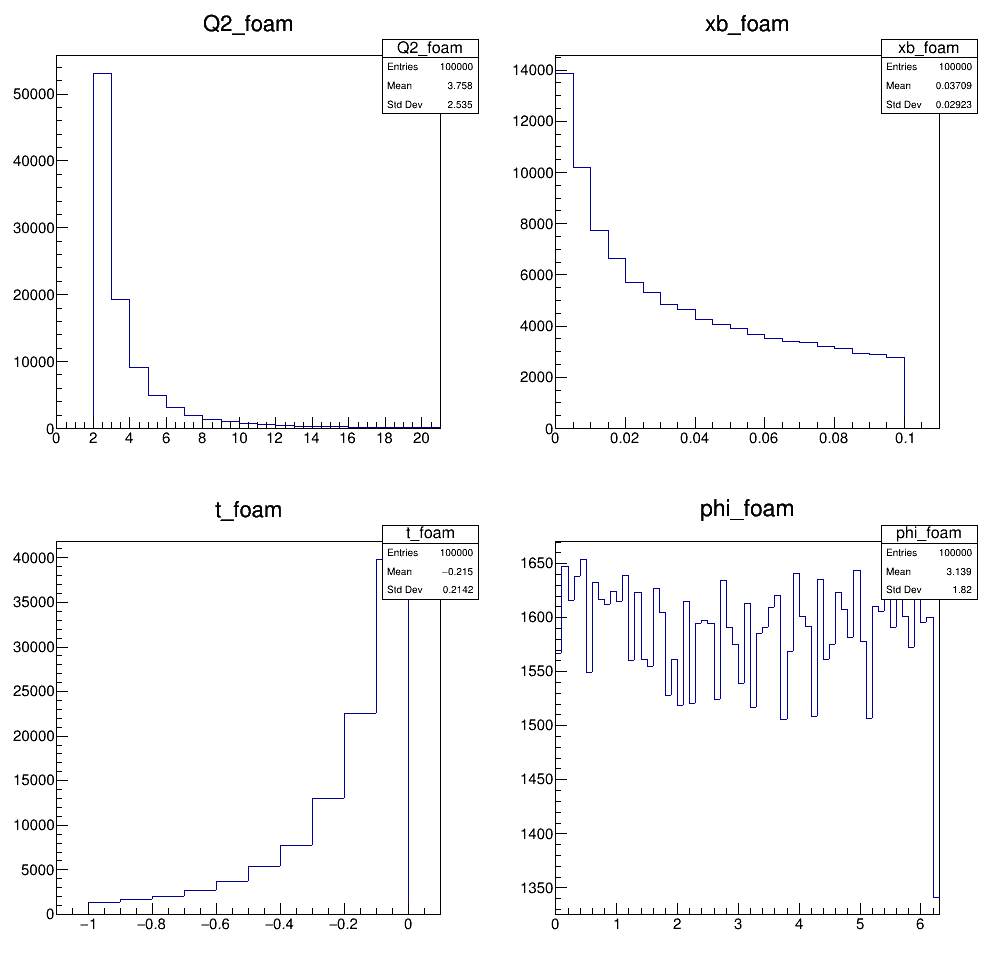 Q2_foam
Q2_foam
Entries 100000
Mean 3.758
Std Dev 2.535
50000
40000
30000
20000
10000
0
0 2 4 6 8 10 12 14 16 18 20
xb_foam
xb_foam
Entries 100000
Mean 0.03709
Std Dev 0.02923
14000
12000
10000
8000
6000
4000
2000
0
0 0.02 0.04 0.06 0.08 0.1
t_foam
t_foam
Entries 100000
Mean −0.215
Std Dev 0.2142
40000
35000
30000
25000
20000
15000
10000
5000
0
−1 −0.8 −0.6 −0.4 −0.2 0
phi_foam
phi_foam
Entries 100000
Mean 3.139
Std Dev 1.82
1650
1600
1550
1500
1450
1400
1350
0 1 2 3 4 5 6